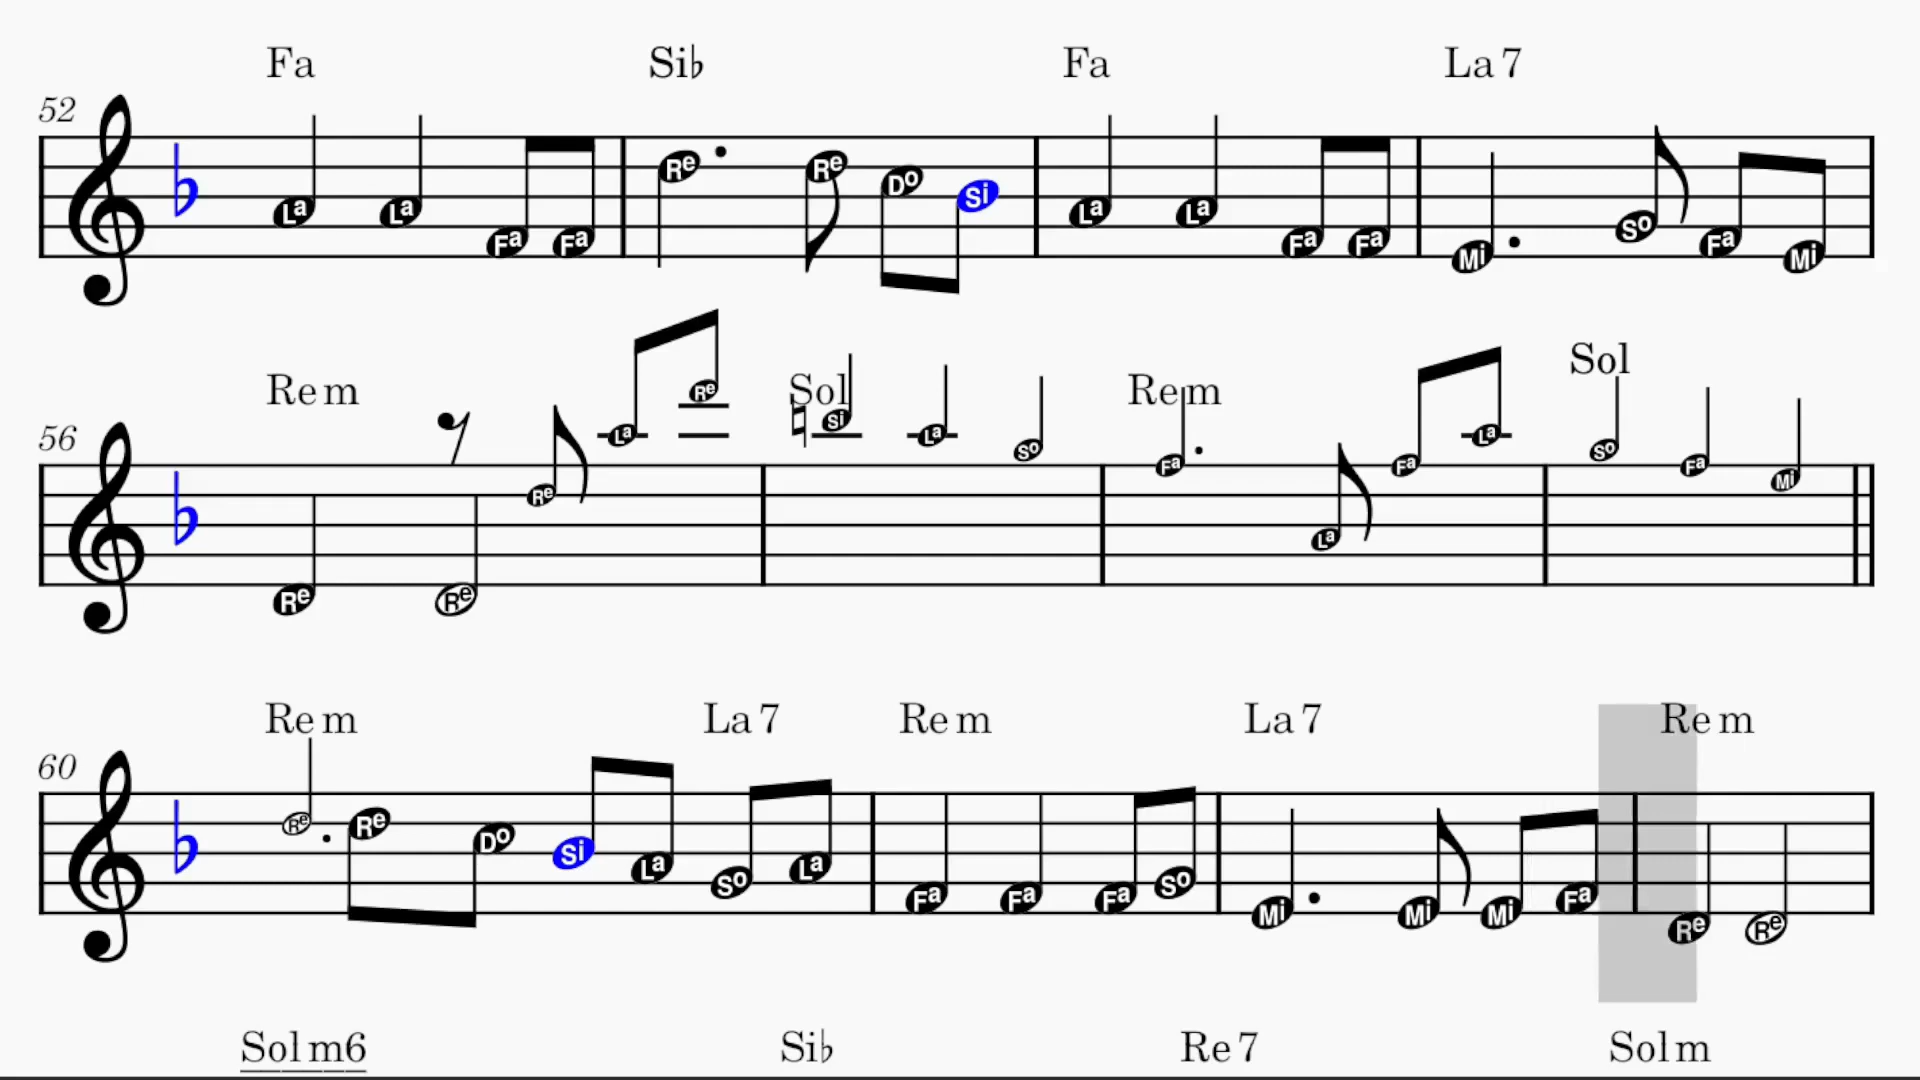 Fa Si♭ Fa La 7
52
La La Fa Fa Re Re Do Si La La Fa Fa Mi So Fa Mi
Re m Sol Re m Sol
56
Re Re Re La Re Si La So Fa La Fa La So Fa Mi
Re m La 7 Re m La 7 Re m
60
Re Re Do Si La So La Fa Fa Fa So Mi Mi Mi Fa Re Re
Sol m6 Si♭ Re 7 Sol m